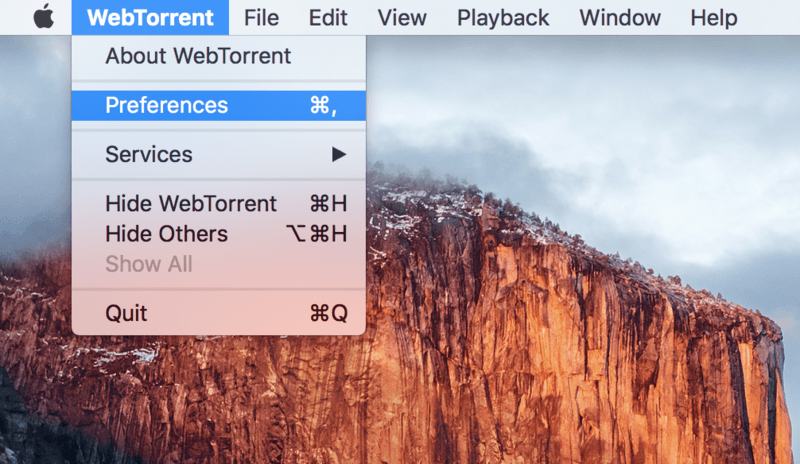 WebTorrent File Edit View Playback Window Help
About WebTorrent
Preferences ⌘,
Services ▶
Hide WebTorrent ⌘H
Hide Others ⌥⌘H
Show All
Quit ⌘Q